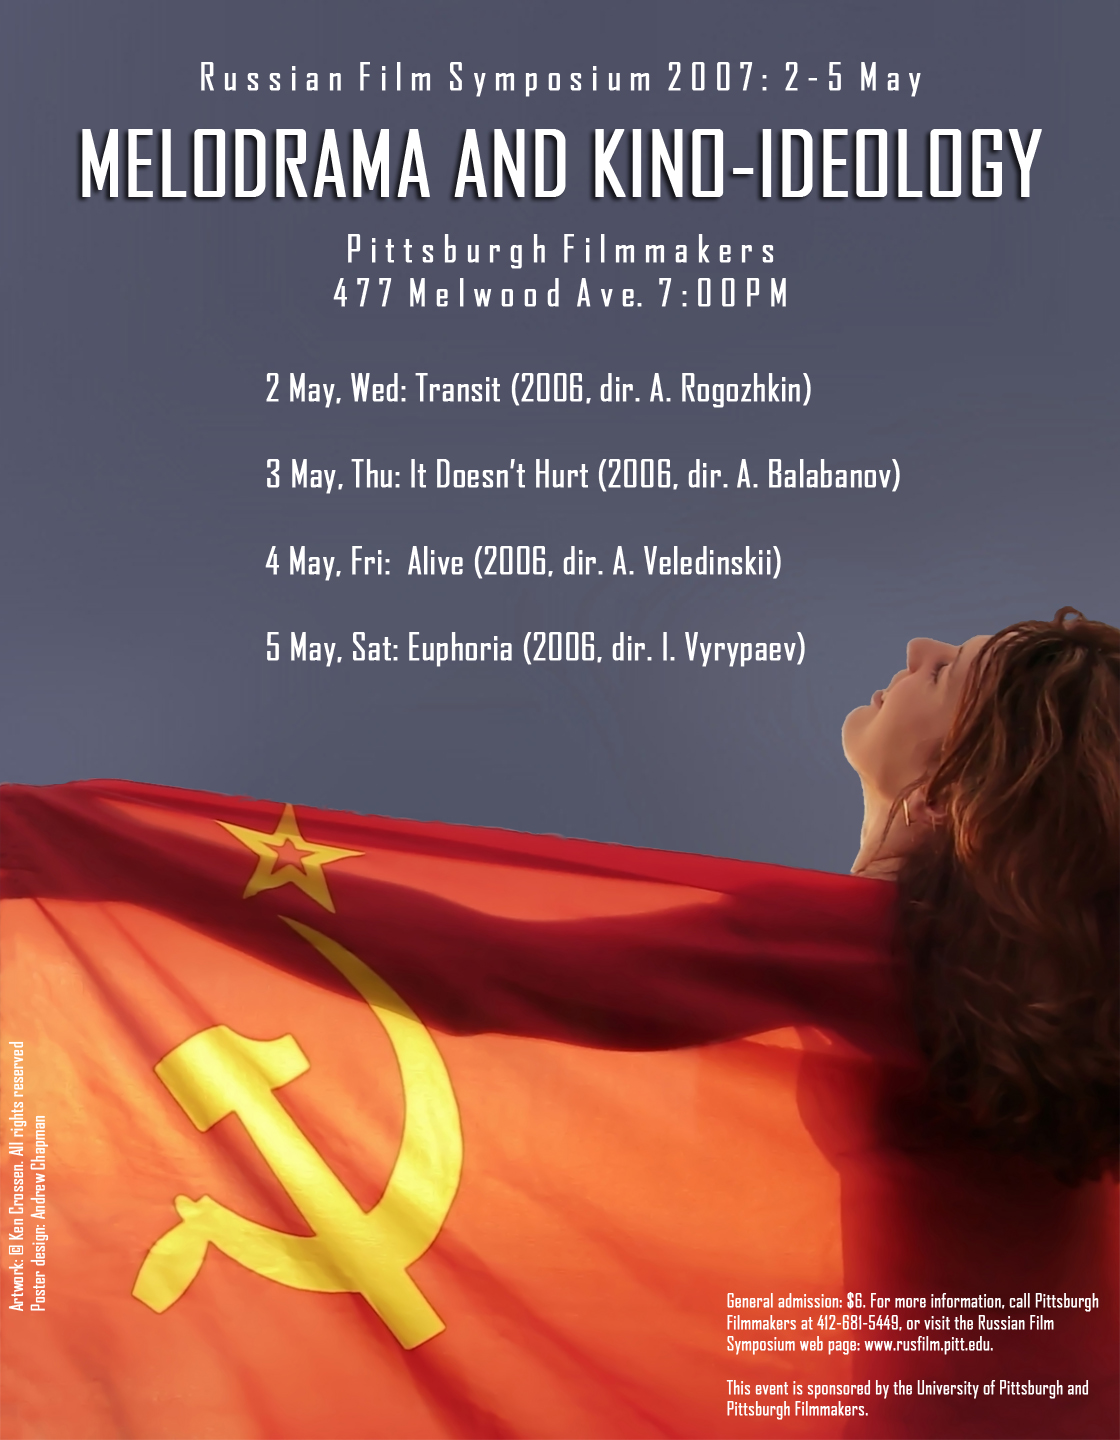 Russian Film Symposium 2007: 2-5 May
MELODRAMA AND KINO-IDEOLOGY
Pittsburgh Filmmakers
477 Melwood Ave. 7:00PM
2 May, Wed: Transit (2006, dir. A. Rogozhkin)
3 May, Thu: It Doesn't Hurt (2006, dir. A. Balabanov)
4 May, Fri:  Alive (2006, dir. A. Veledinskii)
5 May, Sat: Euphoria (2006, dir. I. Vyrypaev)
Artwork: © Ken Crossen. All rights reserved
Poster design: Andrew Chapman
General admission: $6. For more information, call Pittsburgh
Filmmakers at 412-681-5449, or visit the Russian Film
Symposium web page: www.rusfilm.pitt.edu.
This event is sponsored by the University of Pittsburgh and
Pittsburgh Filmmakers.